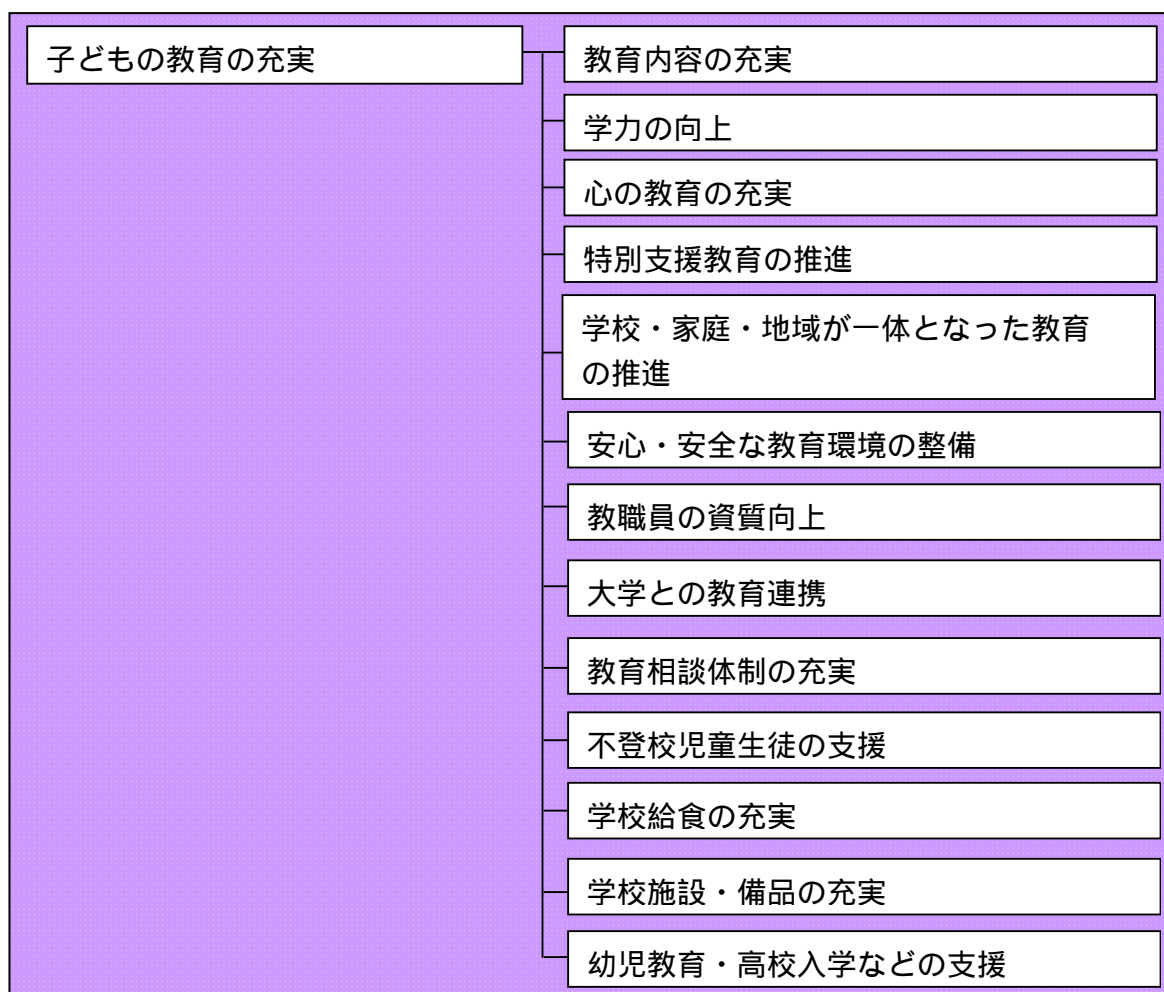 子どもの教育の充実
教育内容の充実
学力の向上
心の教育の充実
特別支援教育の推進
学校・家庭・地域が一体となった教育
の推進
安心・安全な教育環境の整備
教職員の資質向上
大学との教育連携
教育相談体制の充実
不登校児童生徒の支援
学校給食の充実
学校施設・備品の充実
幼児教育・高校入学などの支援